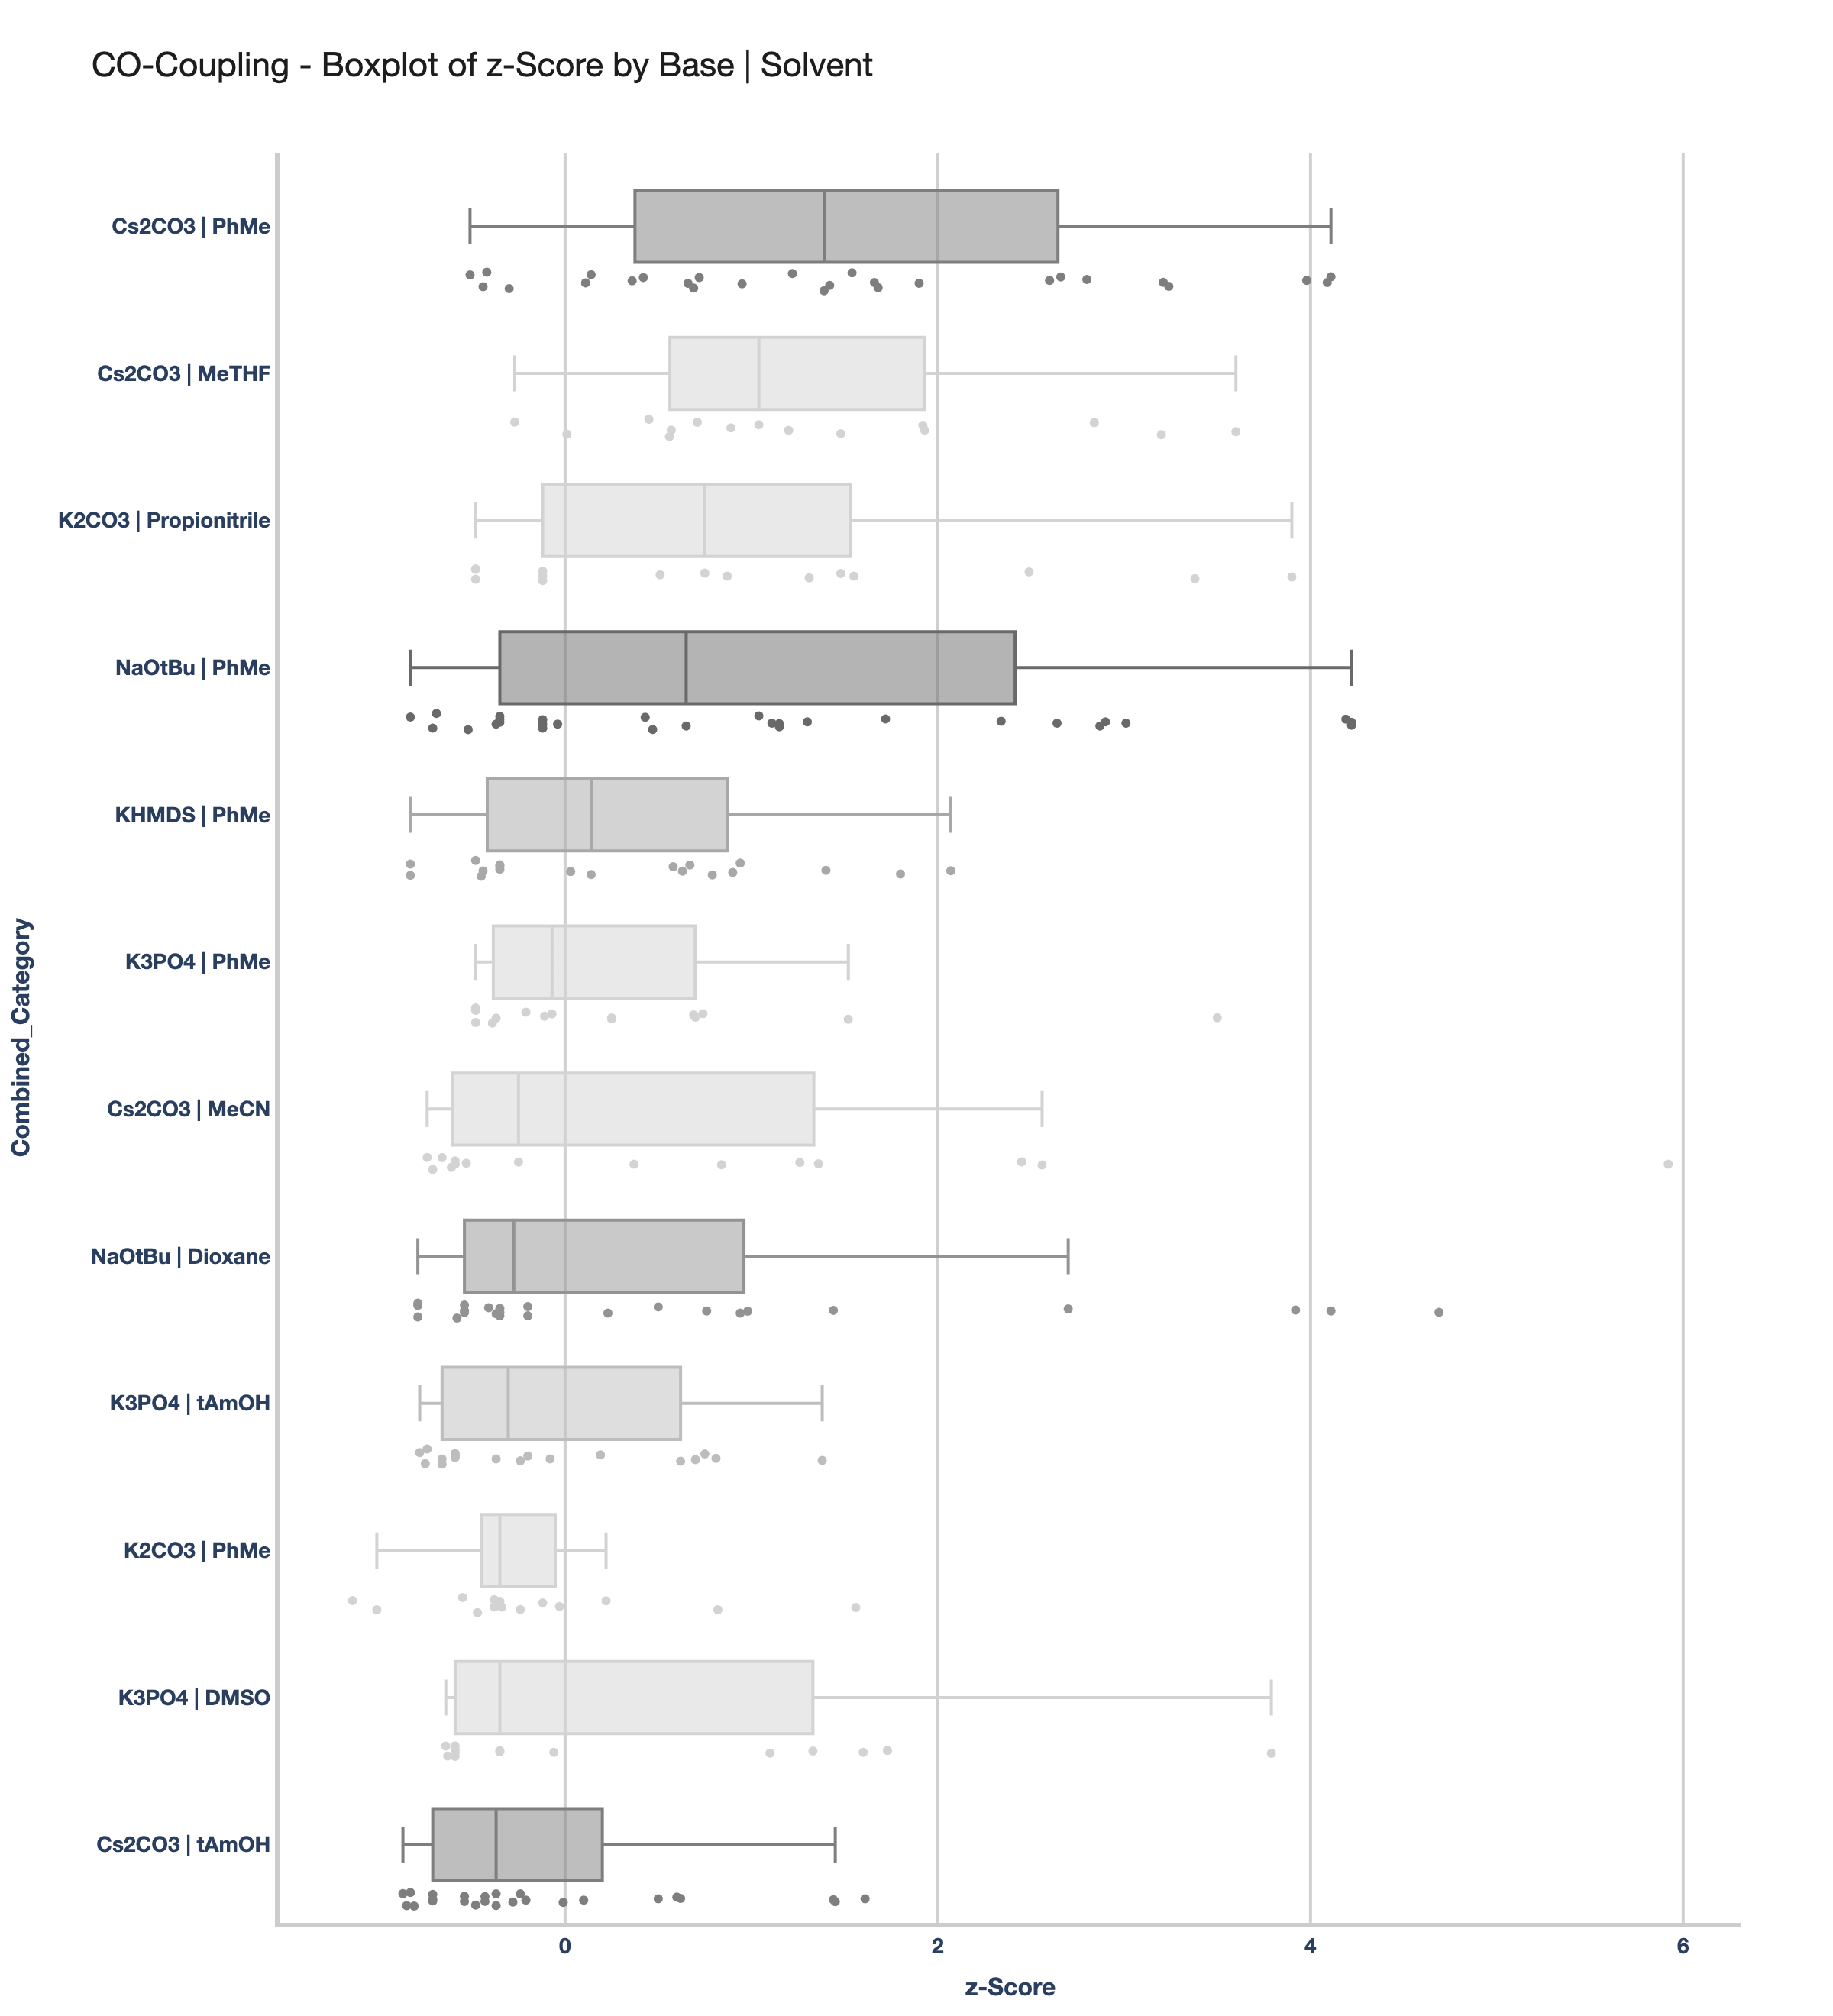 CO-Coupling - Boxplot of z-Score by Base | Solvent
Cs2CO3 | PhMe
Cs2CO3 | MeTHF
K2CO3 | Propionitrile
NaOtBu | PhMe
KHMDS | PhMe
K3PO4 | PhMe
Cs2CO3 | MeCN
NaOtBu | Dioxane
K3PO4 | tAmOH
K2CO3 | PhMe
K3PO4 | DMSO
Cs2CO3 | tAmOH
Combined_Category
0 2 4 6
z-Score